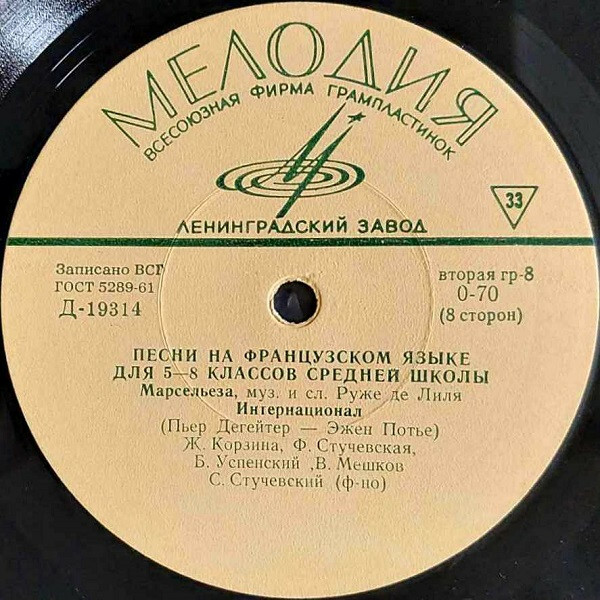 МЕЛОДИЯ
ВСЕСОЮЗНАЯ ФИРМА ГРАМПЛАСТИНОК
33
ЛЕНИНГРАДСКИЙ ЗАВОД
Записано ВСГ
ГОСТ 5289-61
Д-19314
вторая гр-8
0-70
(8 сторон)
ПЕСНИ НА ФРАНЦУЗСКОМ ЯЗЫКЕ
ДЛЯ 5—8 КЛАССОВ СРЕДНЕЙ ШКОЛЫ
Марсельеза, муз. и сл. Руже де Лиля
Интернационал
(Пьер Дегейтер — Эжен Потье)
Ж. Корзина, Ф. Стучевская,
Б. Успенский ,В. Мешков
С. Стучевский (ф-но)